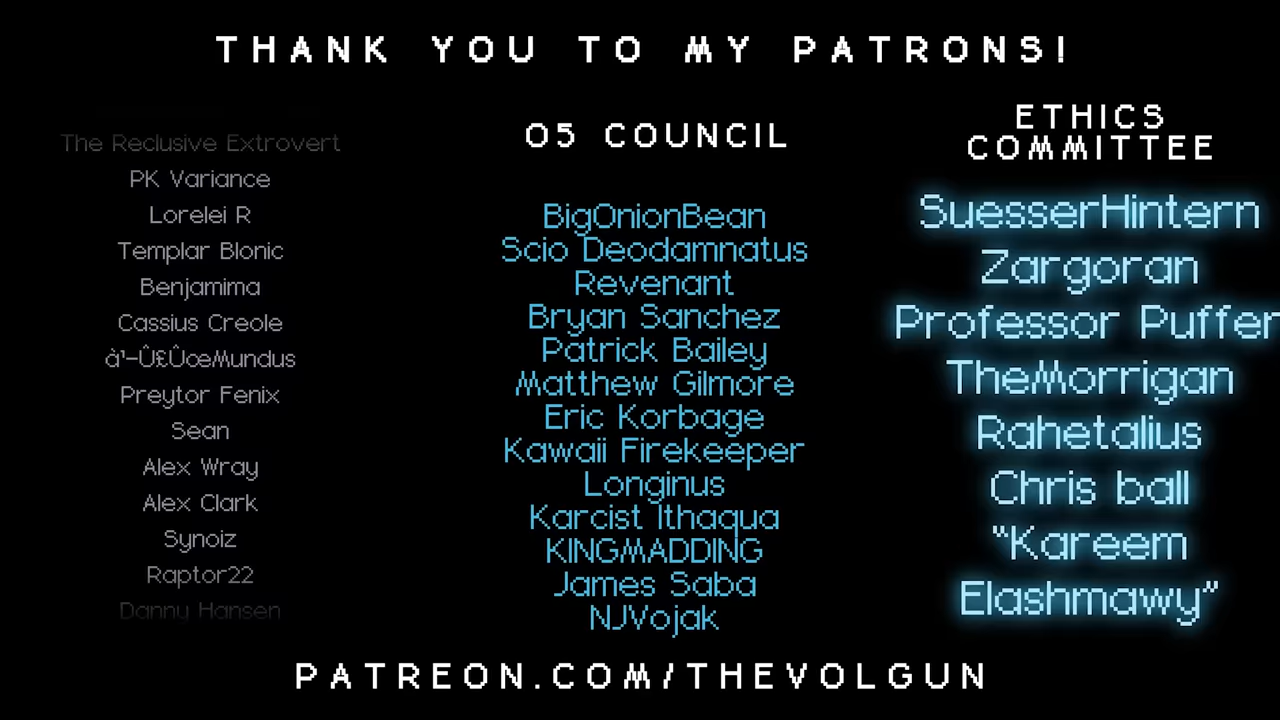 THANK YOU TO MY PATRONS!
The Reclusive Extrovert
PK Variance
Lorelei R
Templar Blonic
Benjamima
Cassius Creole
à¹–Û£ÛœMundus
Preytor Fenix
Sean
Alex Wray
Alex Clark
Synoiz
Raptor22
Danny Hansen
O5 COUNCIL
BigOnionBean
Scio Deodamnatus
Revenant
Bryan Sanchez
Patrick Bailey
Matthew Gilmore
Eric Korbage
Kawaii Firekeeper
Longinus
Karcist Ithaqua
KINGMADDING
James Saba
NJVojak
ETHICS
COMMITTEE
SuesserHintern
Zargoran
Professor Puffer
TheMorrigan
Rahetalius
Chris ball
"Kareem
Elashmawy"
PATREON.COM/THEVOLGUN